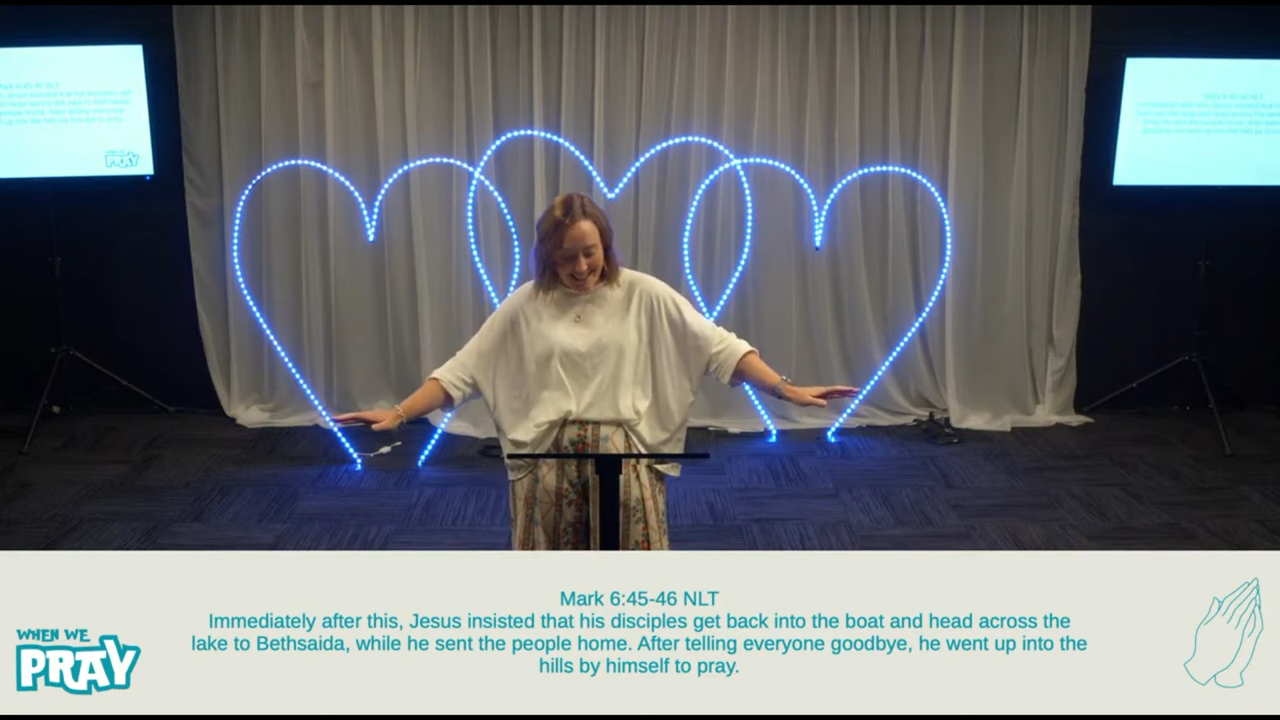 Mark 6:45-46 NLT
Immediately after this, Jesus insisted that his disciples get back into the boat and head across the
lake to Bethsaida, while he sent the people home. After telling everyone goodbye, he went up into the
hills by himself to pray.
WHEN WE
PRAY